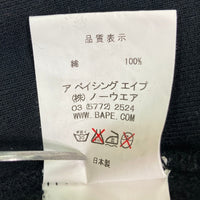 品質表示
綿 100%
ア ベイシング エイプ
(株) ノーウエア
03 (5772) 2524
WWW.BAPE.COM
日本製